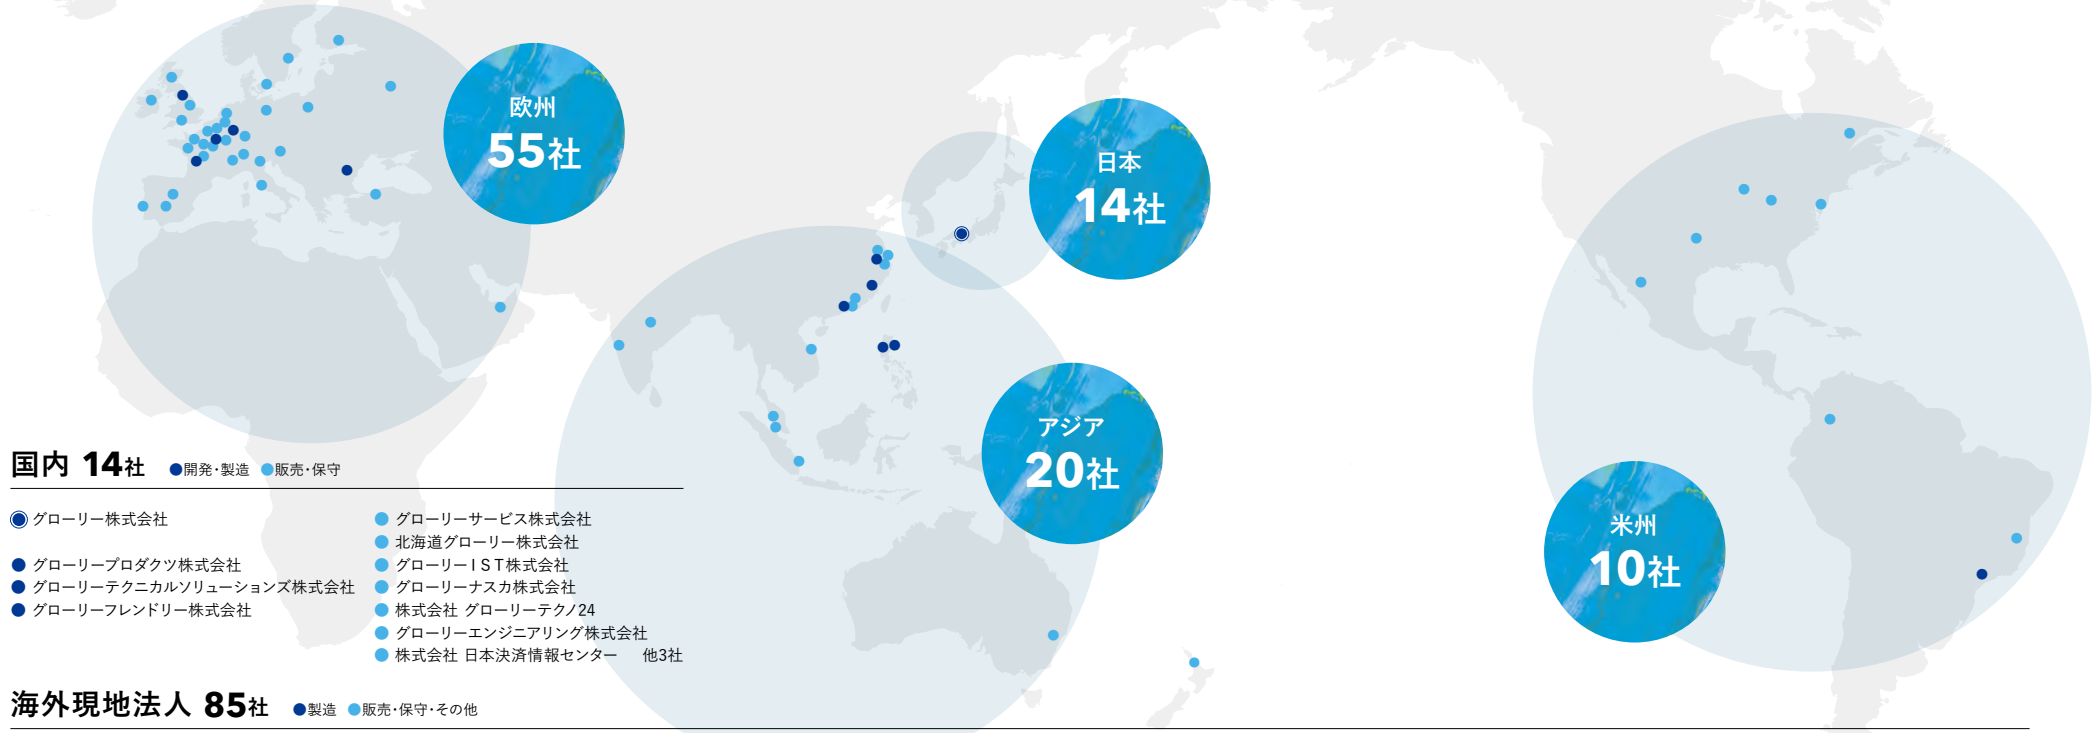 欧州
55社
日本
14社
アジア
20社
米州
10社
国内 14社 ●開発・製造 ●販売・保守
グローリー株式会社
グロープロダクツ株式会社
グローリーテクニカルソリューションズ株式会社
グローリーフレンドリー株式会社
グローリーサービス株式会社
北海道グローリー株式会社
グローリーIST株式会社
グローリーナスカ株式会社
株式会社 グローリーテクノ24
グローリーエンジニアリング株式会社
株式会社 日本決済情報センター 他3社
海外現地法人 85社 ●製造 ●販売・保守・その他